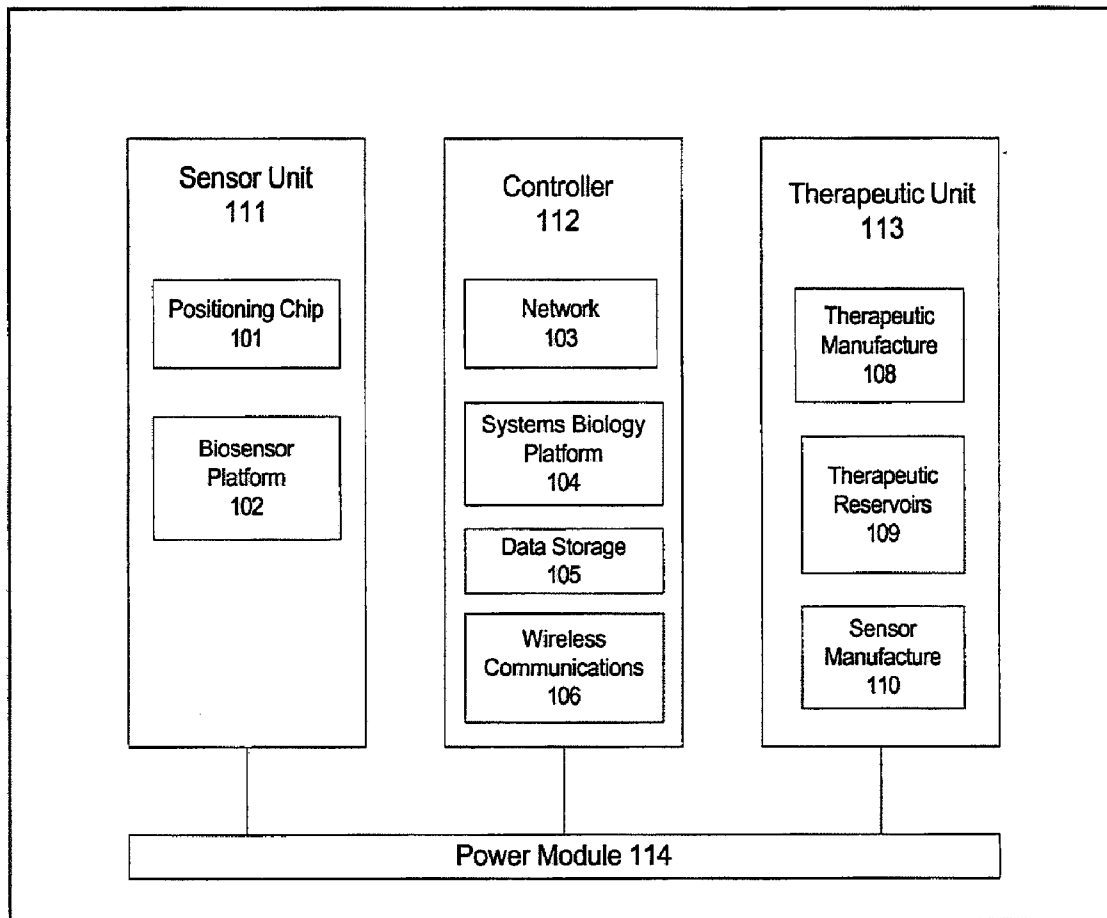 Sensor Unit
111
Positioning Chip
101
Biosensor
Platform
102
Controller
112
Network
103
Systems Biology
Platform
104
Data Storage
105
Wireless
Communications
106
Therapeutic Unit
113
Therapeutic
Manufacture
108
Therapeutic
Reservoirs
109
Sensor
Manufacture
110
Power Module 114